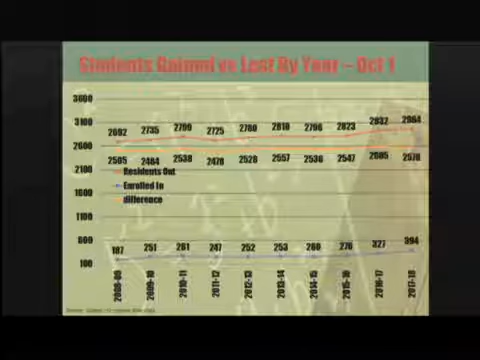 Students Gained vs Lost By Year – Oct 1
3600
3100
2600
2100
1600
1100
600
100
2692 2735 2799 2725 2780 2810 2796 2823 2932 2964
2505 2484 2538 2478 2528 2557 2536 2547 2605 2570
Residents Out
Enrolled In
difference
187 251 261 247 252 253 260 276 327 394
2008-09 2009-10 2010-11 2011-12 2012-13 2013-14 2014-15 2015-16 2016-17 2017-18